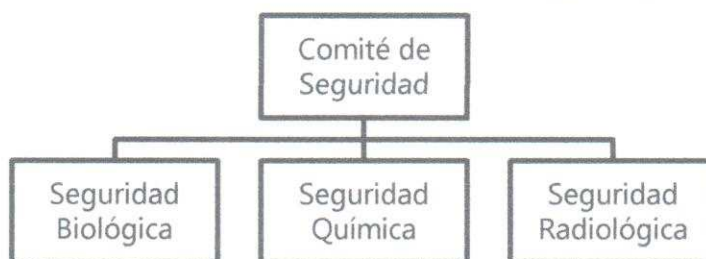 Comité de
Seguridad
Seguridad
Biológica
Seguridad
Química
Seguridad
Radiológica